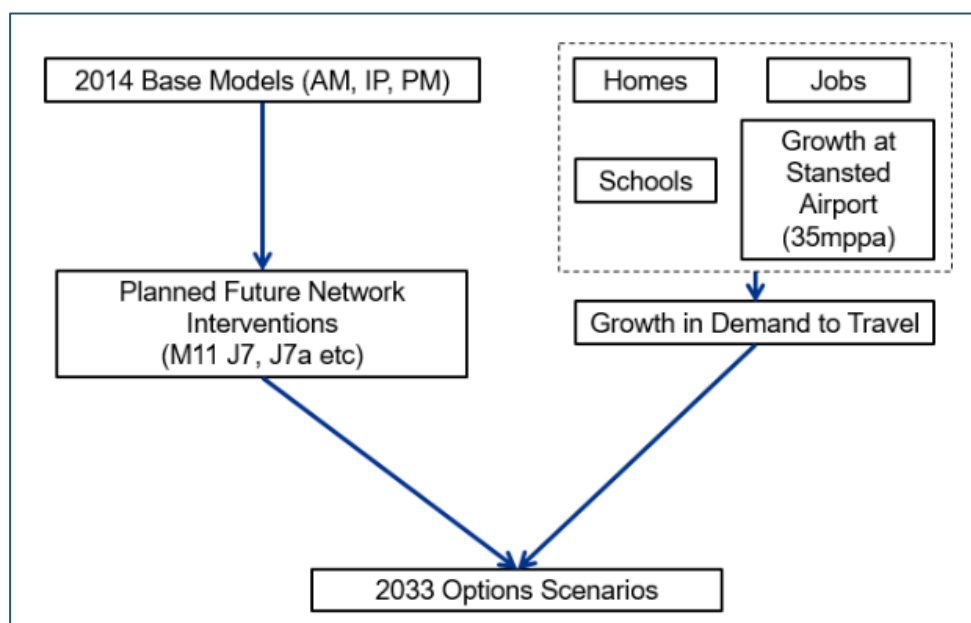 2014 Base Models (AM, IP, PM)
Homes
Jobs
Schools
Growth at
Stansted
Airport
(35mppa)
Planned Future Network
Interventions
(M11 J7, J7a etc)
Growth in Demand to Travel
2033 Options Scenarios